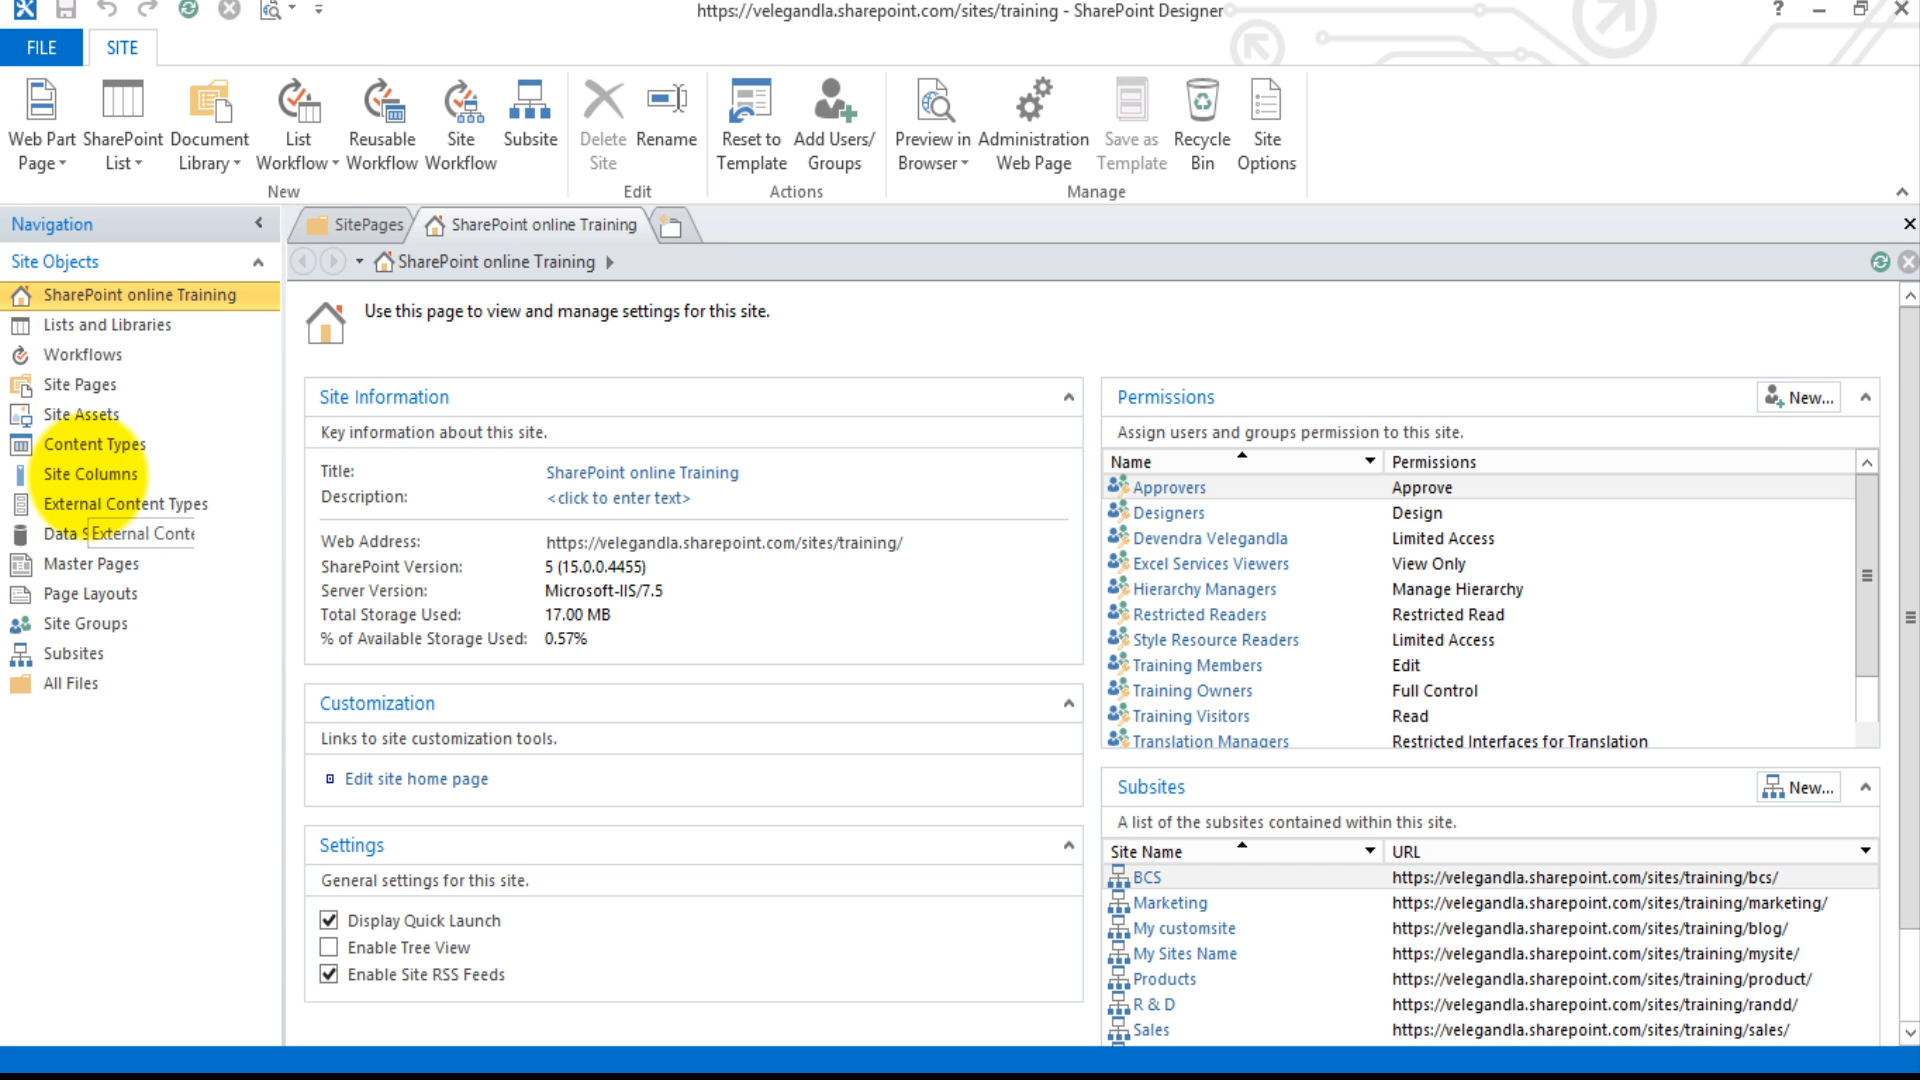 https://velegandla.sharepoint.com/sites/training - SharePoint Designer
?
FILE
SITE
Web Part Page
SharePoint List
Document Library
List Workflow
Reusable Workflow
Site Workflow
Subsite
Delete Site
Rename
Reset to Template
Add Users/ Groups
Preview in Browser
Administration Web Page
Save as Template
Recycle Bin
Site Options
New
Edit
Actions
Manage
Navigation
SitePages
SharePoint online Training
Site Objects
SharePoint online Training
SharePoint online Training
Lists and Libraries
Workflows
Site Pages
Site Assets
Content Types
Site Columns
External Content Types
Data S
External Conte
Master Pages
Page Layouts
Site Groups
Subsites
All Files
Use this page to view and manage settings for this site.
Site Information
Key information about this site.
Title: SharePoint online Training
Description: <click to enter text>
Web Address: https://velegandla.sharepoint.com/sites/training/
SharePoint Version: 5 (15.0.0.4455)
Server Version: Microsoft-IIS/7.5
Total Storage Used: 17.00 MB
% of Available Storage Used: 0.57%
Customization
Links to site customization tools.
Edit site home page
Settings
General settings for this site.
Display Quick Launch
Enable Tree View
Enable Site RSS Feeds
Permissions
New...
Assign users and groups permission to this site.
Name Permissions
Approvers Approve
Designers Design
Devendra Velegandla Limited Access
Excel Services Viewers View Only
Hierarchy Managers Manage Hierarchy
Restricted Readers Restricted Read
Style Resource Readers Limited Access
Training Members Edit
Training Owners Full Control
Training Visitors Read
Translation Managers Restricted Interfaces for Translation
Subsites
New...
A list of the subsites contained within this site.
Site Name URL
BCS https://velegandla.sharepoint.com/sites/training/bcs/
Marketing https://velegandla.sharepoint.com/sites/training/marketing/
My customsite https://velegandla.sharepoint.com/sites/training/blog/
My Sites Name https://velegandla.sharepoint.com/sites/training/mysite/
Products https://velegandla.sharepoint.com/sites/training/product/
R & D https://velegandla.sharepoint.com/sites/training/randd/
Sales https://velegandla.sharepoint.com/sites/training/sales/